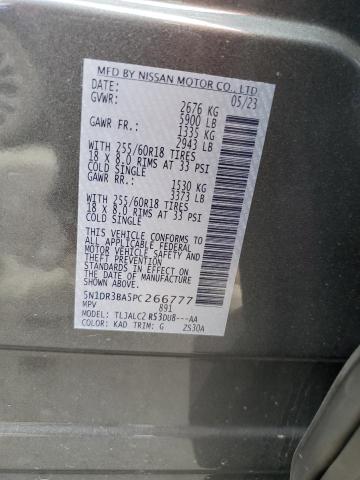 MFD BY NISSAN MOTOR CO., LTD
DATE: 05/23
GVWR: 2676 KG
5900 LB
GAWR FR.: 1335 KG
2943 LB
WITH 255/60R18 TIRES
18 X 8.0 RIMS AT 33 PSI
COLD SINGLE
GAWR RR.: 1530 KG
3373 LB
WITH 255/60R18 TIRES
18 X 8.0 RIMS AT 33 PSI
COLD SINGLE
THIS VEHICLE CONFORMS TO
ALL APPLICABLE U.S. FEDERAL
MOTOR VEHICLE SAFETY
STANDARDS IN EFFECT ON THE
DATE OF MANUFACTURE
SHOWN ABOVE.
5N1DR3BA5PC266777
MPV 891
MODEL: TLJALC2 R53DU8---AA
COLOR: KAD TRIM: G ZS30A